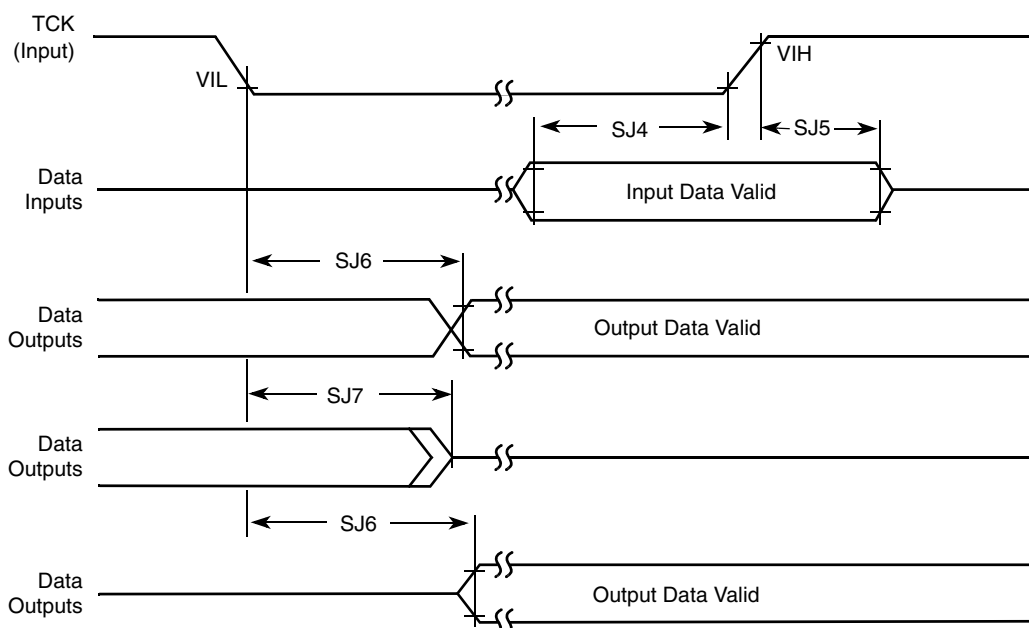 TCK
(Input)
VIL
VIH
SJ4
SJ5
Data
Inputs
Input Data Valid
SJ6
Data
Outputs
Output Data Valid
SJ7
Data
Outputs
SJ6
Data
Outputs
Output Data Valid